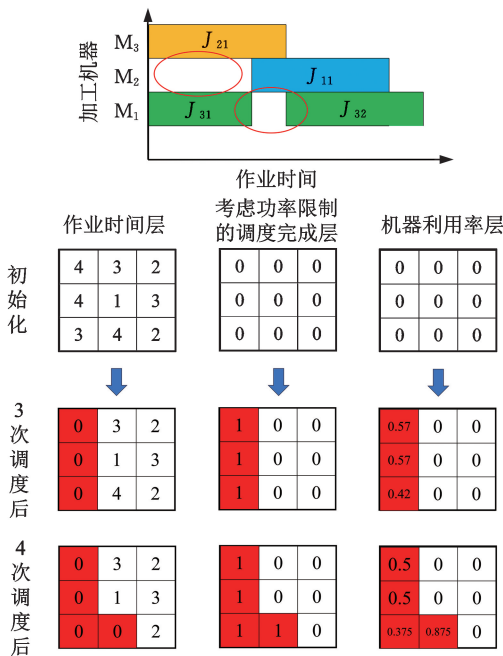 加工机器
M₃
J₂₁
M₂
J₁₁
M₁
J₃₁
J₃₂
作业时间
作业时间层
考虑功率限制
的调度完成层
机器利用率层
初始化
4 3 2
4 1 3
3 4 2
0 0 0
0 0 0
0 0 0
0 0 0
0 0 0
0 0 0
3次调度后
0 3 2
0 1 3
0 4 2
1 0 0
1 0 0
1 0 0
0.57 0 0
0.57 0 0
0.42 0 0
4次调度后
0 3 2
0 1 3
0 0 2
1 0 0
1 0 0
1 1 0
0.5 0 0
0.5 0 0
0.375 0.875 0